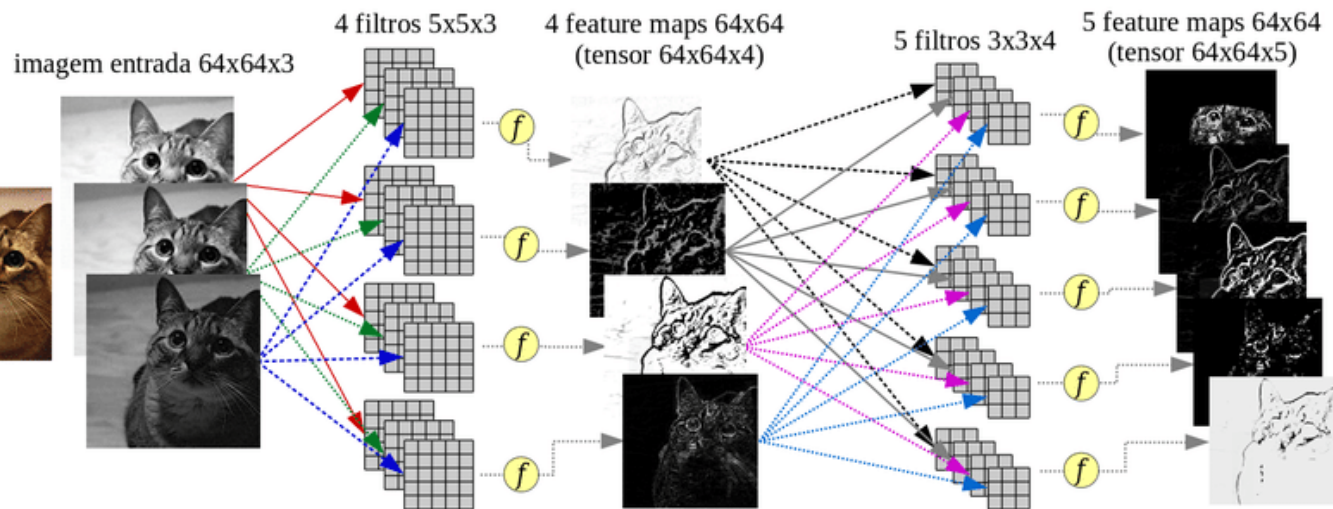 imagem entrada 64x64x3
4 filtros 5x5x3
4 feature maps 64x64
(tensor 64x64x4)
5 filtros 3x3x4
5 feature maps 64x64
(tensor 64x64x5)
f
f
f
f
f
f
f
f
f